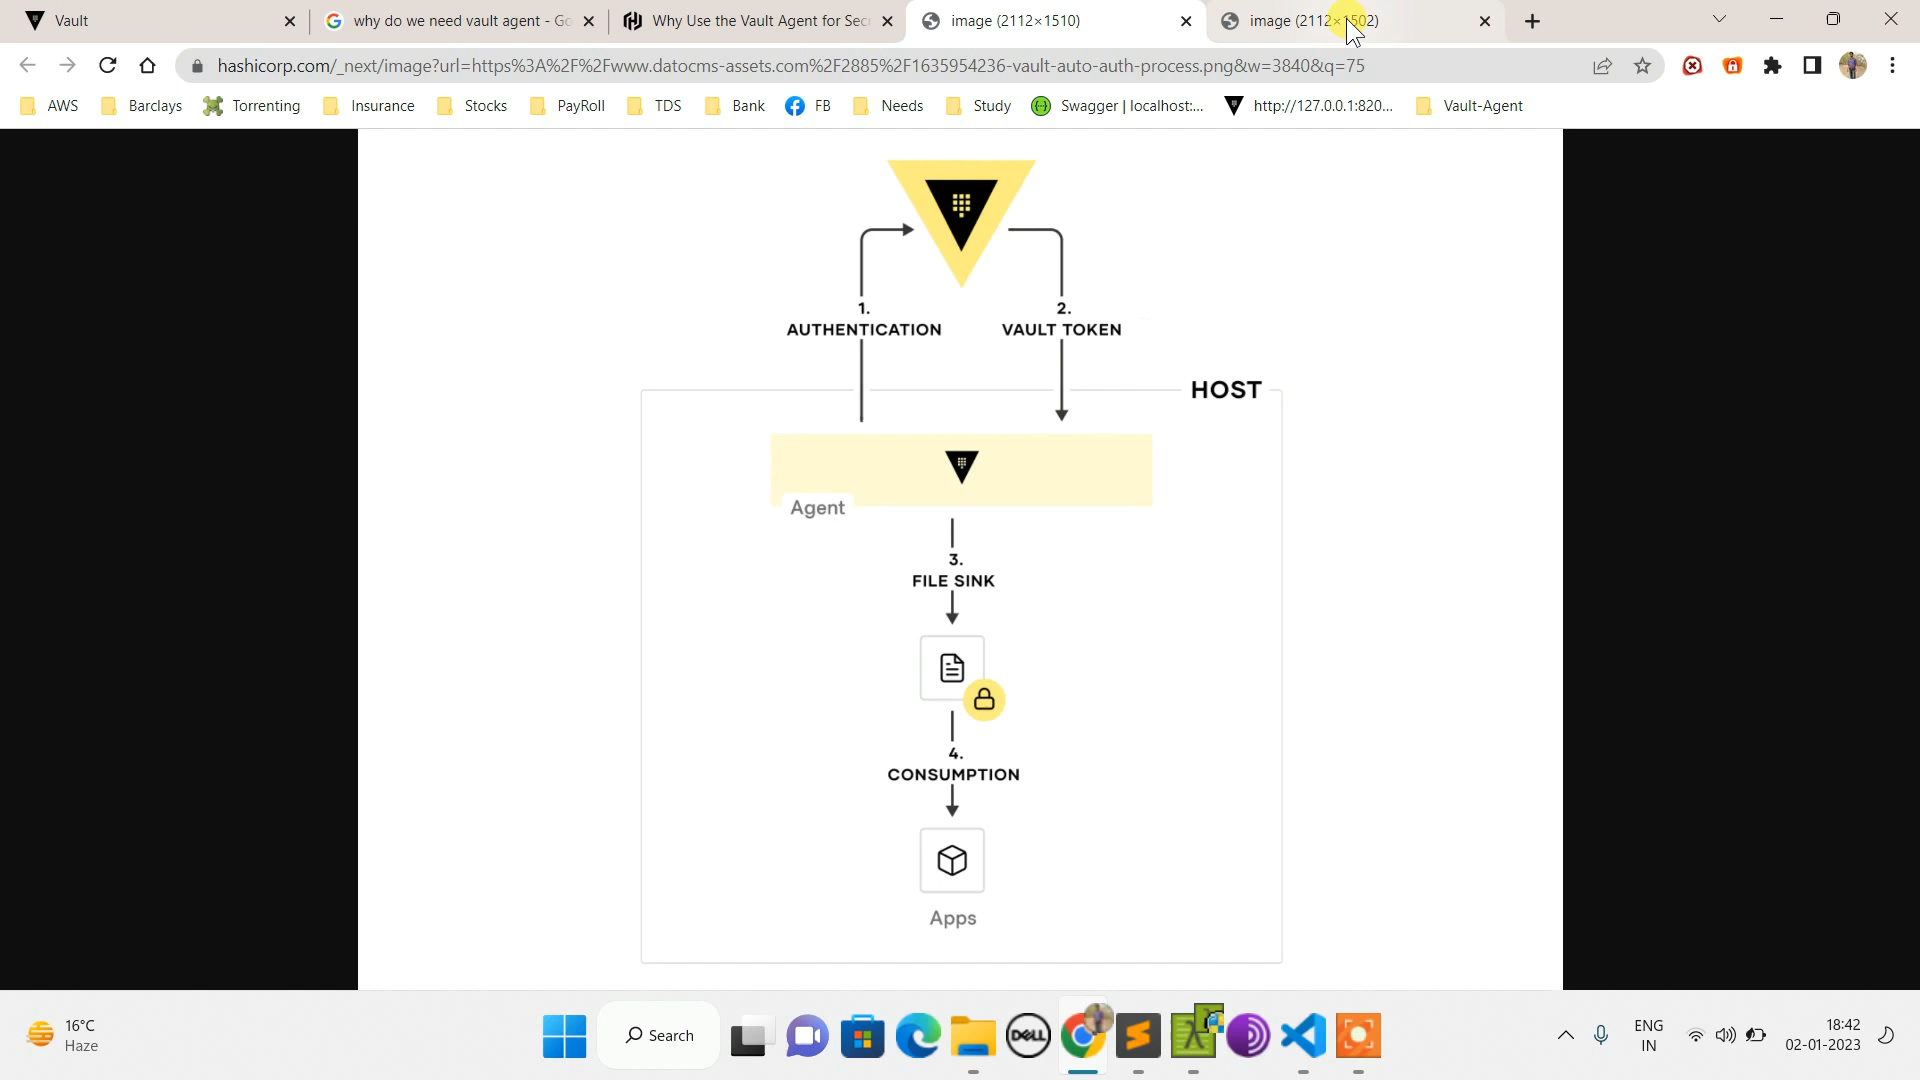 Vault
why do we need vault agent - Go
Why Use the Vault Agent for Sec
image (2112×1510)
image (2112×1502)
hashicorp.com/_next/image?url=https%3A%2F%2Fwww.datocms-assets.com%2F2885%2F1635954236-vault-auto-auth-process.png&w=3840&q=75
AWS
Barclays
Torrenting
Insurance
Stocks
PayRoll
TDS
Bank
FB
Needs
Study
Swagger | localhost:...
http://127.0.0.1:820...
Vault-Agent
1.
AUTHENTICATION
2.
VAULT TOKEN
HOST
Agent
3.
FILE SINK
4.
CONSUMPTION
Apps
16°C
Haze
Search
DELL
ENG
IN
18:42
02-01-2023